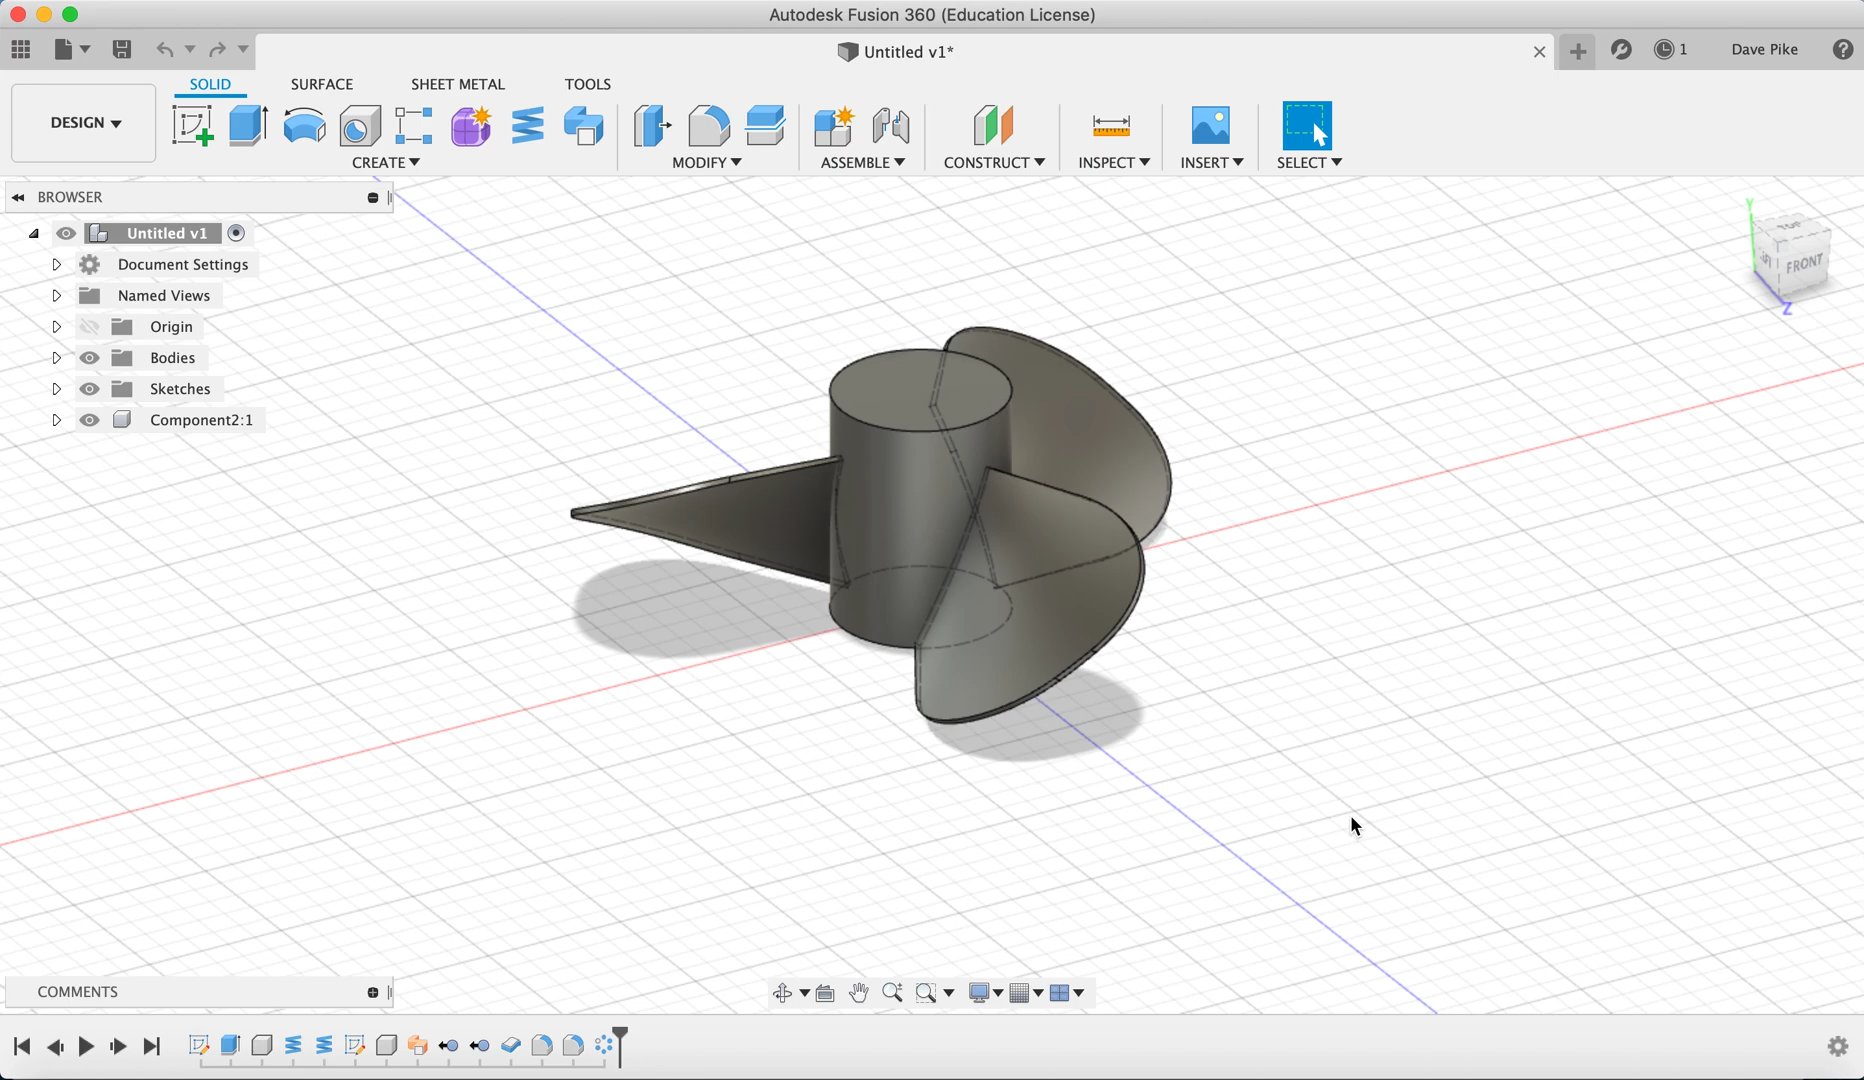 Autodesk Fusion 360 (Education License)
Untitled v1*
1
Dave Pike
SOLID
SURFACE
SHEET METAL
TOOLS
DESIGN
CREATE
MODIFY
ASSEMBLE
CONSTRUCT
INSPECT
INSERT
SELECT
BROWSER
Untitled v1
Document Settings
Named Views
Origin
Bodies
Sketches
Component2:1
Y
TOP
FRONT
Z
COMMENTS